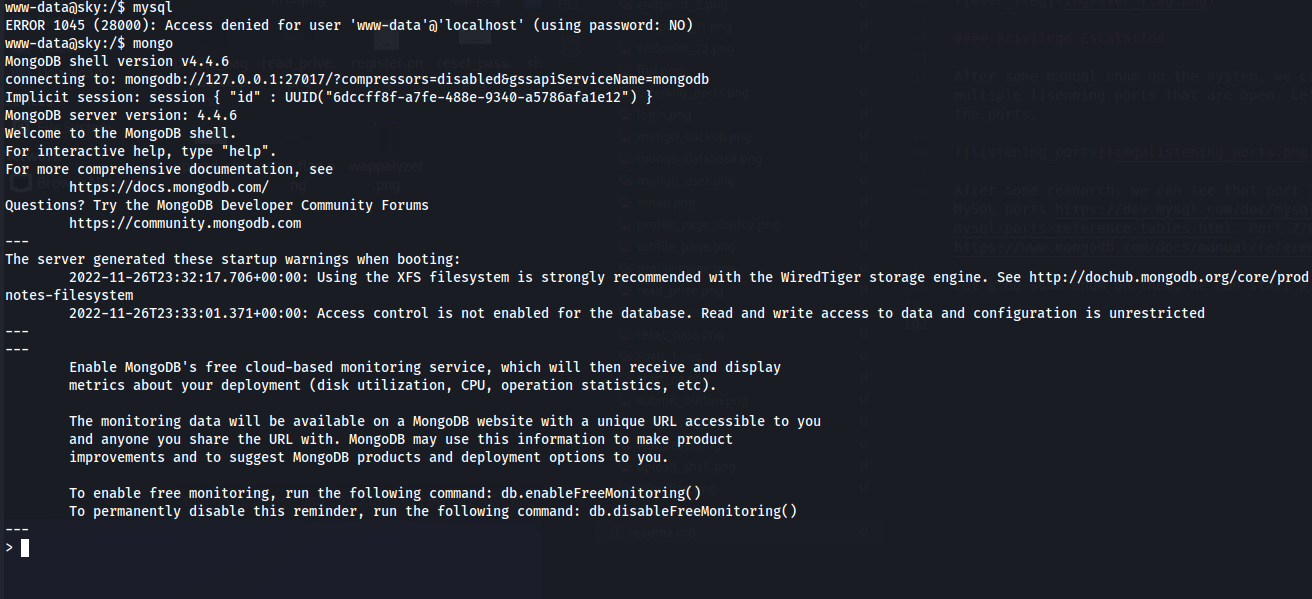 www-data@sky:/$ mysql
ERROR 1045 (28000): Access denied for user 'www-data'@'localhost' (using password: NO)
www-data@sky:/$ mongo
MongoDB shell version v4.4.6
connecting to: mongodb://127.0.0.1:27017/?compressors=disabled&gssapiServiceName=mongodb
Implicit session: session { "id" : UUID("6dccff8f-a7fe-488e-9340-a5786afa1e12") }
MongoDB server version: 4.4.6
Welcome to the MongoDB shell.
For interactive help, type "help".
For more comprehensive documentation, see
https://docs.mongodb.com/
Questions? Try the MongoDB Developer Community Forums
https://community.mongodb.com
---
The server generated these startup warnings when booting:
2022-11-26T23:32:17.706+00:00: Using the XFS filesystem is strongly recommended with the WiredTiger storage engine. See http://dochub.mongodb.org/core/prod
notes-filesystem
2022-11-26T23:33:01.371+00:00: Access control is not enabled for the database. Read and write access to data and configuration is unrestricted
---
---
Enable MongoDB's free cloud-based monitoring service, which will then receive and display
metrics about your deployment (disk utilization, CPU, operation statistics, etc).
The monitoring data will be available on a MongoDB website with a unique URL accessible to you
and anyone you share the URL with. MongoDB may use this information to make product
improvements and to suggest MongoDB products and deployment options to you.
To enable free monitoring, run the following command: db.enableFreeMonitoring()
To permanently disable this reminder, run the following command: db.disableFreeMonitoring()
---
>